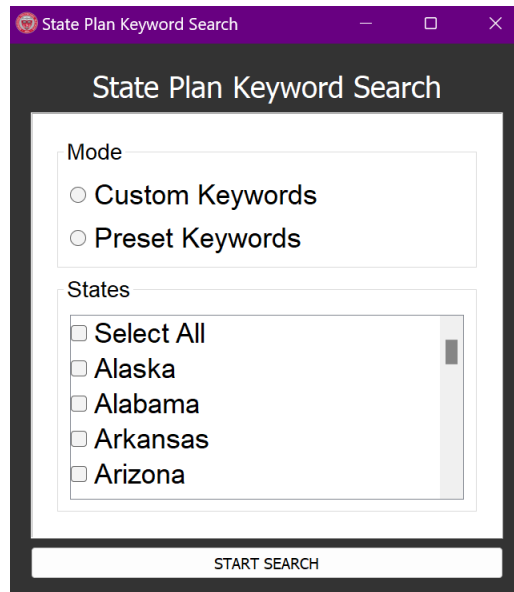 State Plan Keyword Search
State Plan Keyword Search
Mode
Custom Keywords
Preset Keywords
States
Select All
Alaska
Alabama
Arkansas
Arizona
START SEARCH